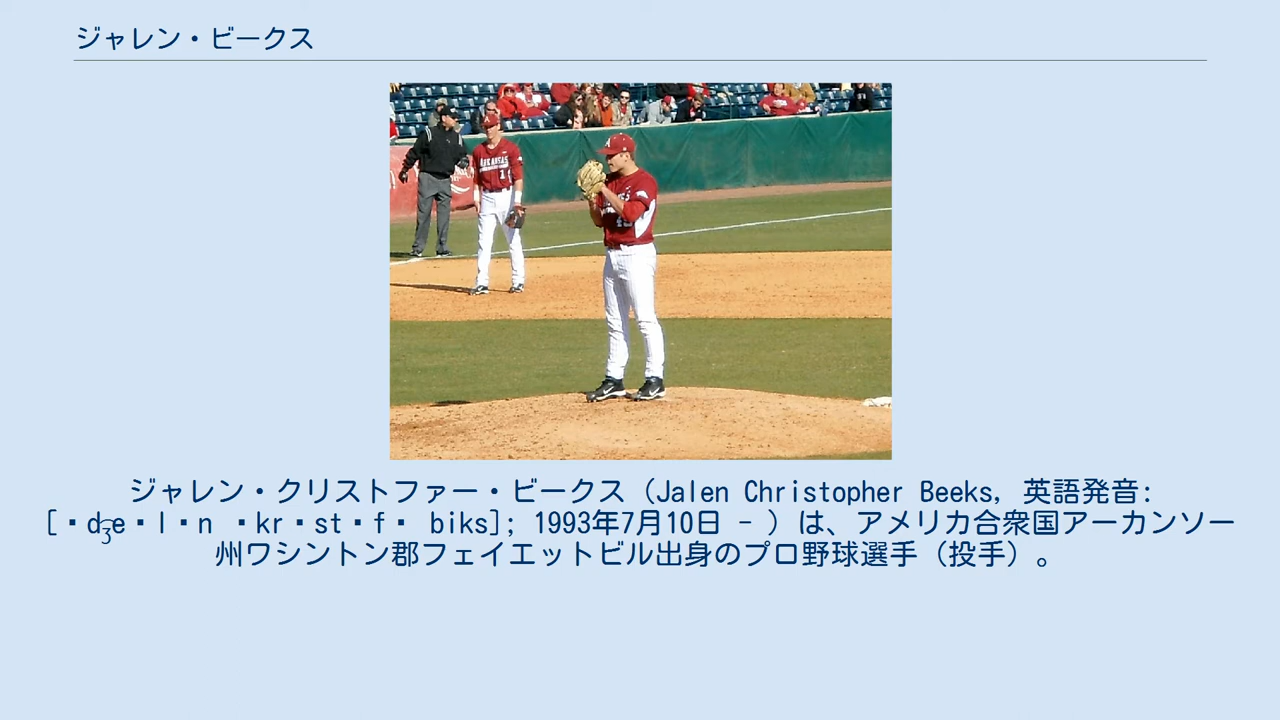 ジャレン・ビークス
ARKANSAS
1
ジャレン・クリストファー・ビークス（Jalen Christopher Beeks, 英語発音:
[・dʒe・l・n ・kr・st・f・ biks]; 1993年7月10日 - ）は、アメリカ合衆国アーカンソー
州ワシントン郡フェイエットビル出身のプロ野球選手（投手）。